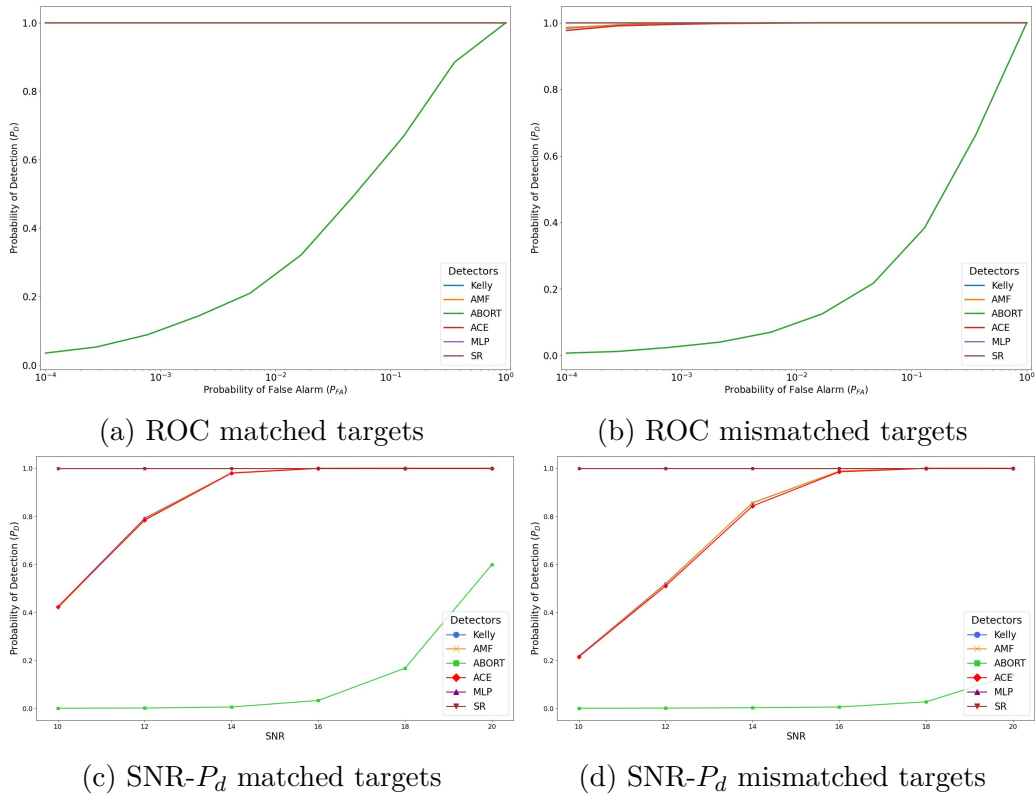 1.0
0.8
0.6
0.4
0.2
0.0
Probability of Detection (P_D)
10⁻⁴
10⁻³
10⁻²
10⁻¹
10⁰
Probability of False Alarm (P_FA)
Detectors
Kelly
AMF
ABORT
ACE
MLP
SR
(a) ROC matched targets
1.0
0.8
0.6
0.4
0.2
0.0
Probability of Detection (P_D)
10⁻⁴
10⁻³
10⁻²
10⁻¹
10⁰
Probability of False Alarm (P_FA)
Detectors
Kelly
AMF
ABORT
ACE
MLP
SR
(b) ROC mismatched targets
1.0
0.8
0.6
0.4
0.2
0.0
Probability of Detection (P_D)
10
12
14
16
18
20
SNR
Detectors
Kelly
AMF
ABORT
ACE
MLP
SR
(c) SNR-P_d matched targets
1.0
0.8
0.6
0.4
0.2
0.0
Probability of Detection (P_D)
10
12
14
16
18
20
SNR
Detectors
Kelly
AMF
ABORT
ACE
MLP
SR
(d) SNR-P_d mismatched targets